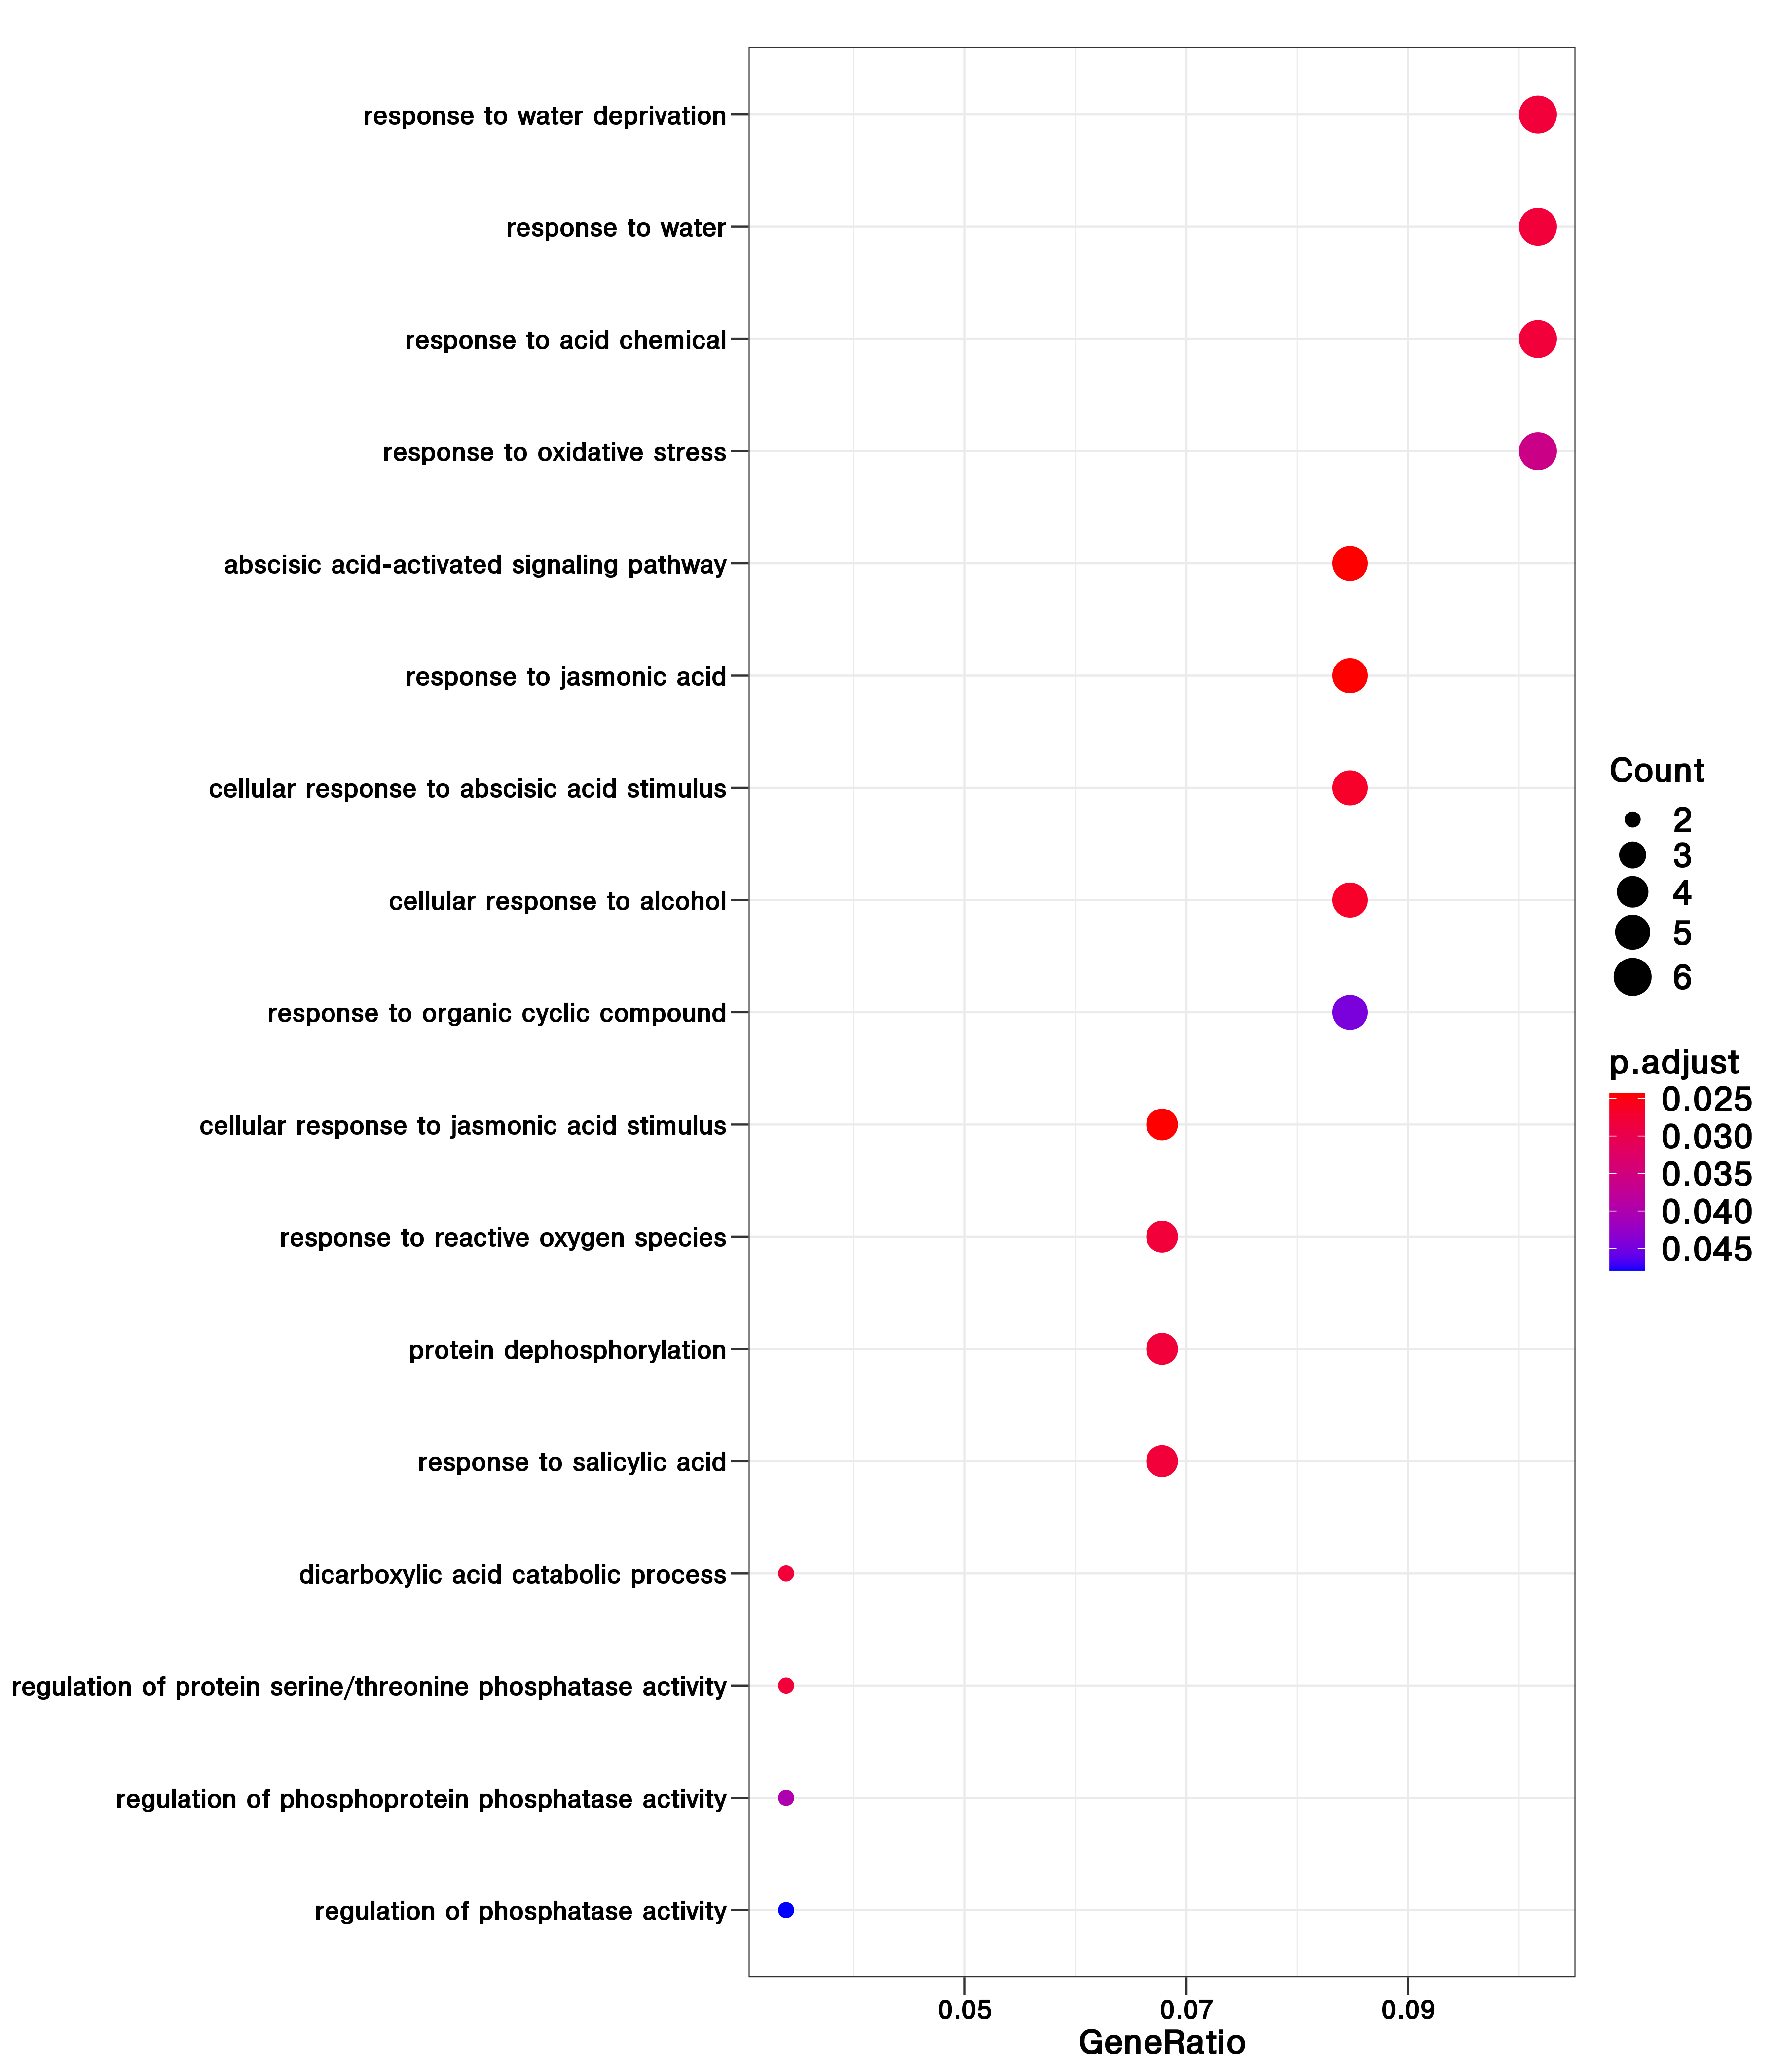 response to water deprivation
response to water
response to acid chemical
response to oxidative stress
abscisic acid-activated signaling pathway
response to jasmonic acid
cellular response to abscisic acid stimulus
cellular response to alcohol
response to organic cyclic compound
cellular response to jasmonic acid stimulus
response to reactive oxygen species
protein dephosphorylation
response to salicylic acid
dicarboxylic acid catabolic process
regulation of protein serine/threonine phosphatase activity
regulation of phosphoprotein phosphatase activity
regulation of phosphatase activity
0.05 0.07 0.09
GeneRatio
Count
2
3
4
5
6
p.adjust
0.025
0.030
0.035
0.040
0.045